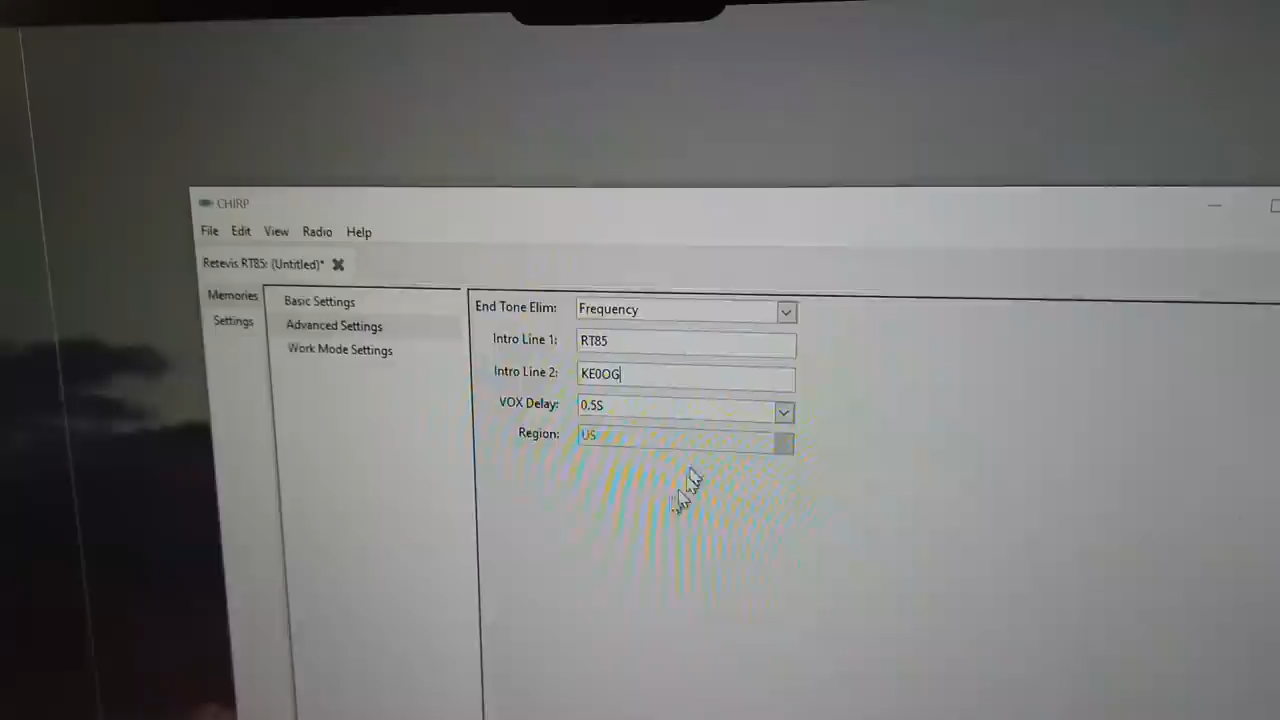 CHIRP
File Edit View Radio Help
Retevis RT85: (Untitled)*
Memories
Settings
Basic Settings
Advanced Settings
Work Mode Settings
End Tone Elim: Frequency
Intro Line 1: RT85
Intro Line 2: KE0OG
VOX Delay: 0.5S
Region: US